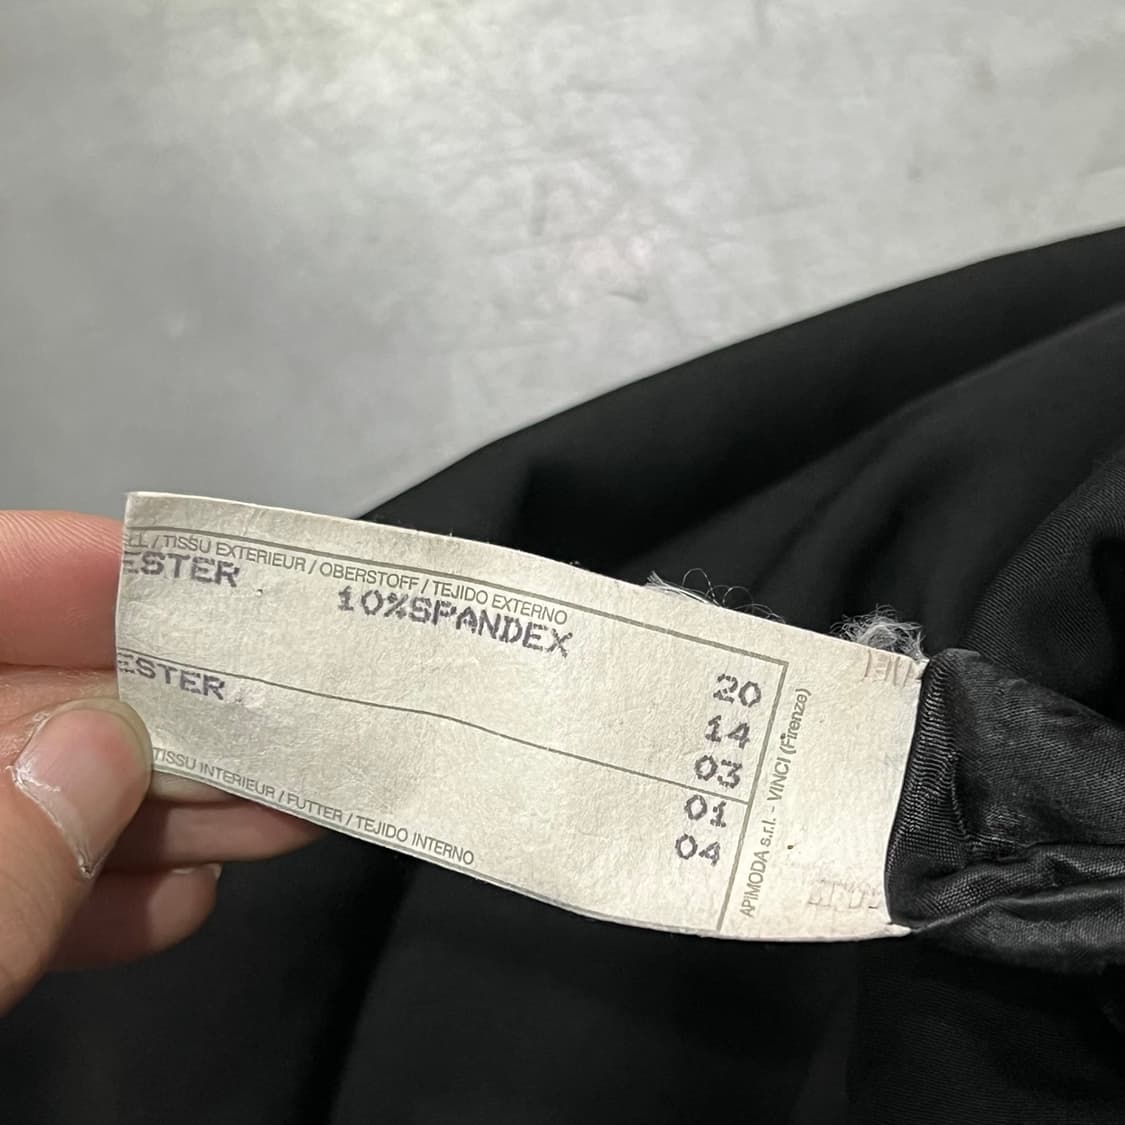 / TISSU EXTERIEUR / OBERSTOFF / TEJIDO EXTERNO
ESTER
10%SPANDEX
ESTER
TISSU INTERIEUR / FUTTER / TEJIDO INTERNO
20
14
03
01
04
APIMODA s.r.l. - VINCI (Firenze)